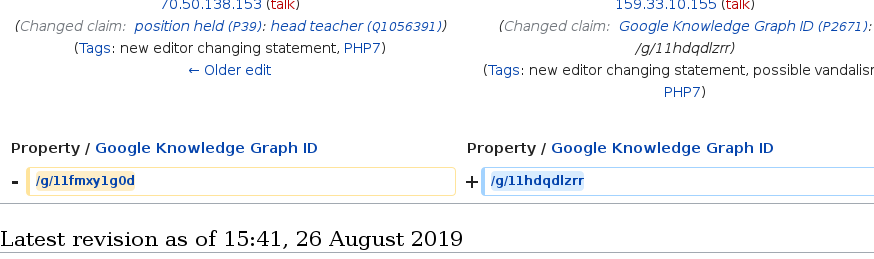 70.50.138.153 (talk)
(Changed claim: position held (P39): head teacher (Q1056391))
(Tags: new editor changing statement, PHP7)
← Older edit
159.33.10.155 (talk)
(Changed claim: Google Knowledge Graph ID (P2671):
/g/11hdqdlzrr)
(Tags: new editor changing statement, possible vandalism
PHP7)
Property / Google Knowledge Graph ID
- /g/11fmxy1g0d
Property / Google Knowledge Graph ID
+ /g/11hdqdlzrr
Latest revision as of 15:41, 26 August 2019